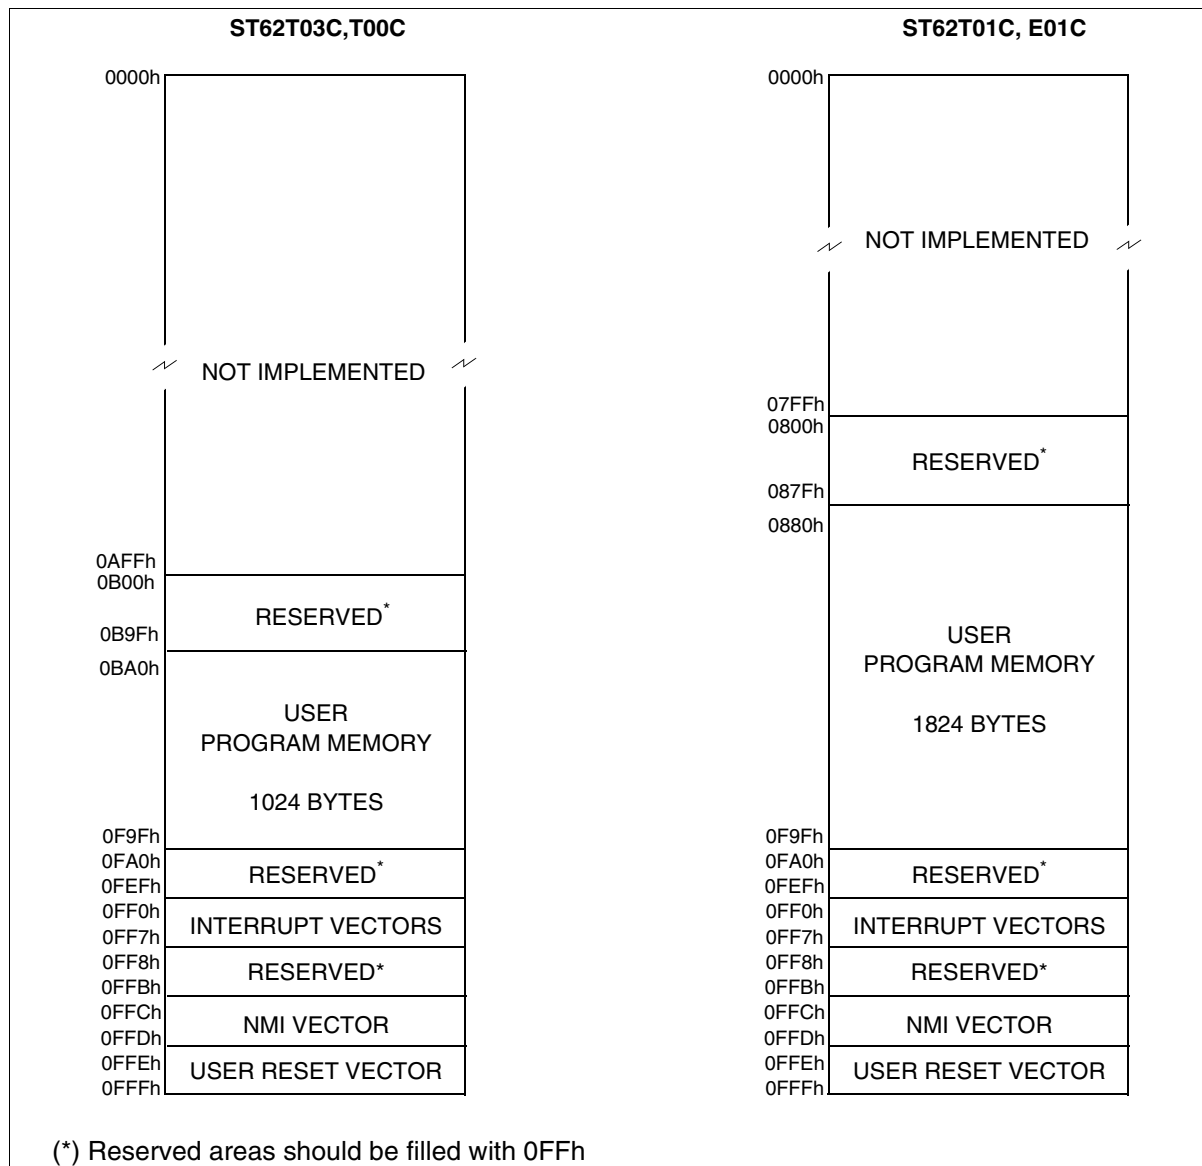 ST62T03C,T00C
0000h
NOT IMPLEMENTED
0AFFh
0B00h
RESERVED*
0B9Fh
0BA0h
USER
PROGRAM MEMORY
1024 BYTES
0F9Fh
0FA0h
RESERVED*
0FEFh
0FF0h
INTERRUPT VECTORS
0FF7h
0FF8h
RESERVED*
0FFBh
0FFCh
NMI VECTOR
0FFDh
0FFEh
USER RESET VECTOR
0FFFh
ST62T01C, E01C
0000h
NOT IMPLEMENTED
07FFh
0800h
RESERVED*
087Fh
0880h
USER
PROGRAM MEMORY
1824 BYTES
0F9Fh
0FA0h
RESERVED*
0FEFh
0FF0h
INTERRUPT VECTORS
0FF7h
0FF8h
RESERVED*
0FFBh
0FFCh
NMI VECTOR
0FFDh
0FFEh
USER RESET VECTOR
0FFFh
(*) Reserved areas should be filled with 0FFh